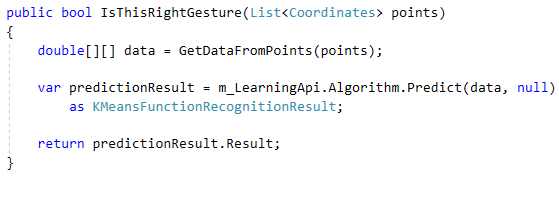 public bool IsThisRightGesture(List<Coordinates> points)
{
    double[][] data = GetDataFromPoints(points);
    var predictionResult = m_LearningApi.Algorithm.Predict(data, null)
        as KMeansFunctionRecognitionResult;
    return predictionResult.Result;
}